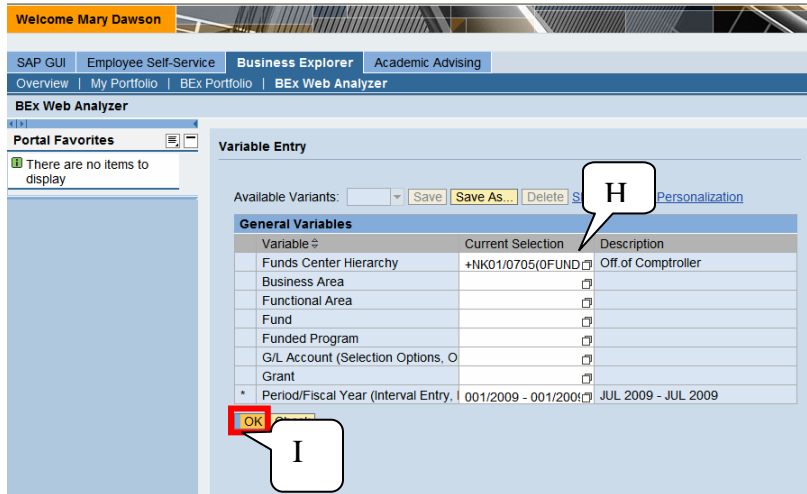 Welcome Mary Dawson
SAP GUI Employee Self-Service Business Explorer Academic Advising
Overview | My Portfolio | BEx Portfolio | BEx Web Analyzer
BEx Web Analyzer
Portal Favorites
There are no items to
display
Variable Entry
Available Variants: Save Save As... Delete Personalization
H
General Variables
Variable Current Selection Description
Funds Center Hierarchy +NK01/0705(0FUND Off.of Comptroller
Business Area
Functional Area
Fund
Funded Program
G/L Account (Selection Options, O
Grant
* Period/Fiscal Year (Interval Entry, 001/2009 - 001/2009 JUL 2009 - JUL 2009
OK
I